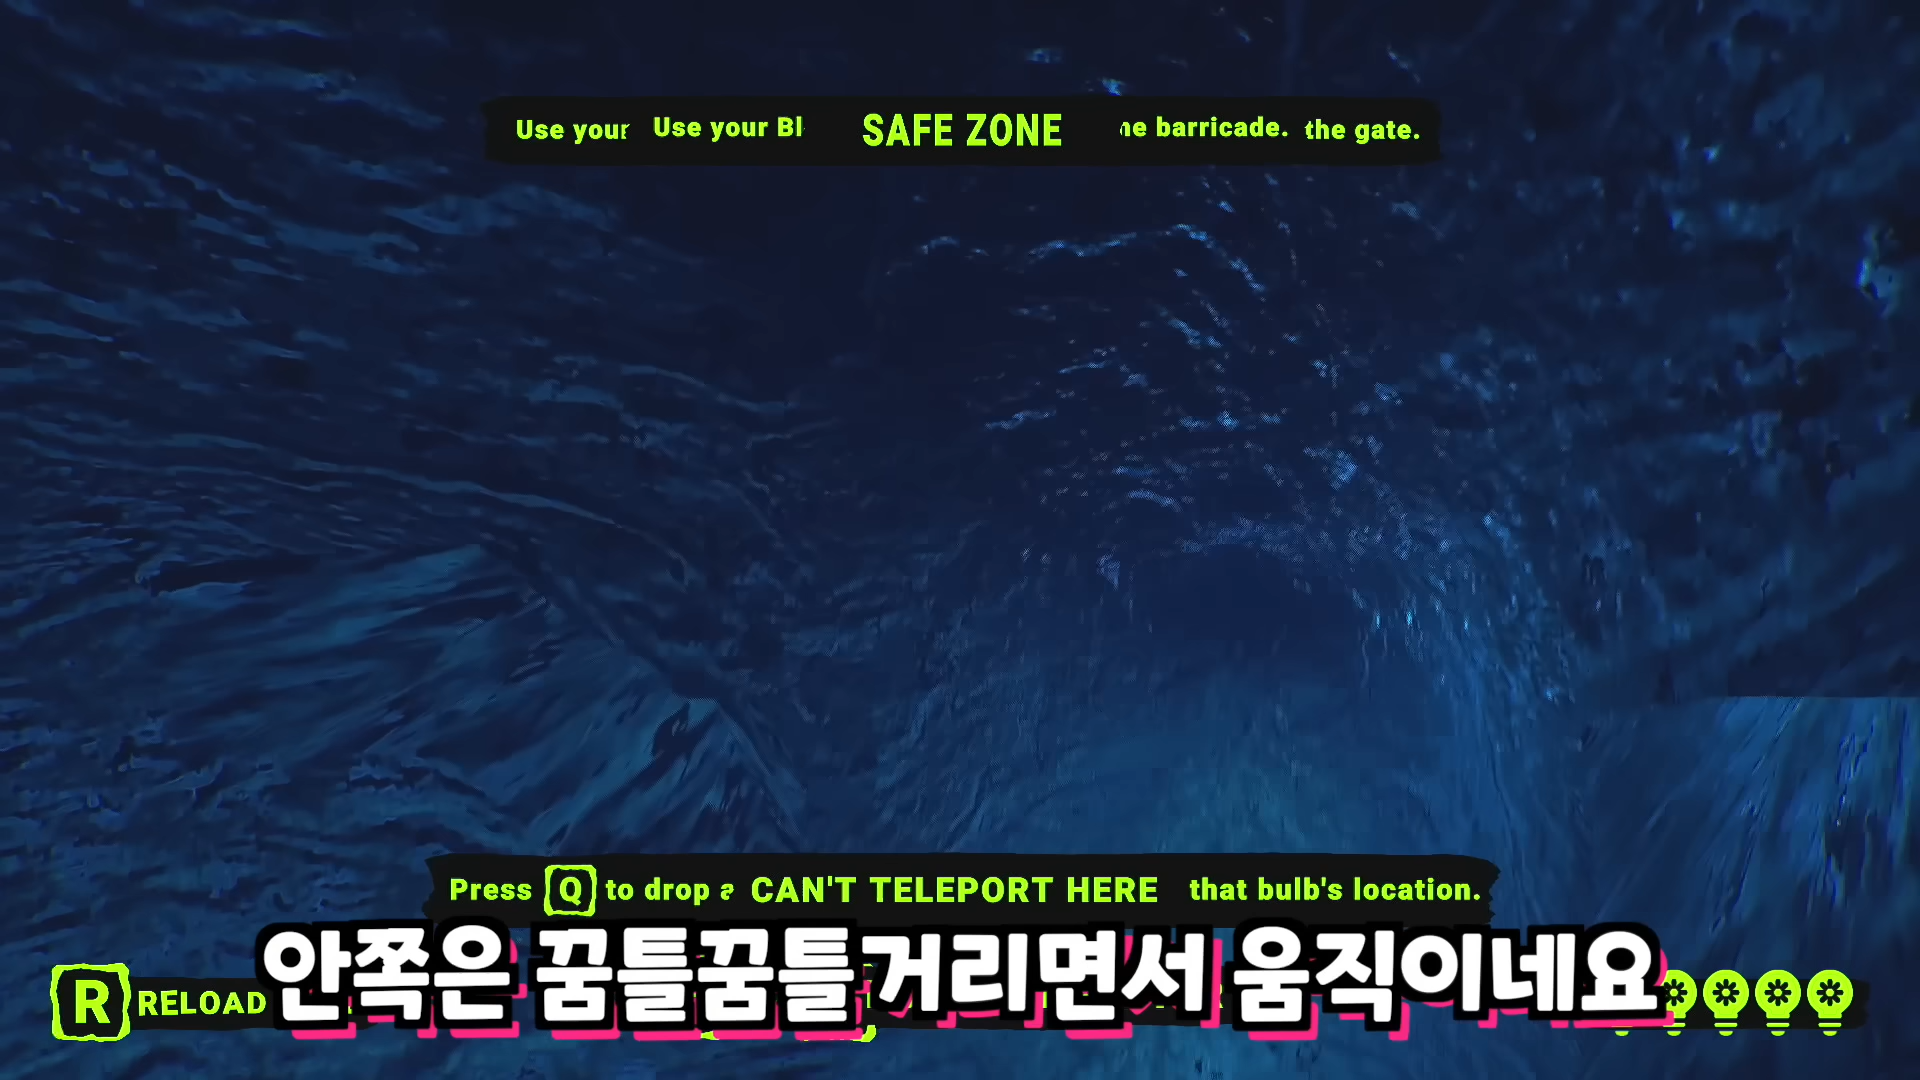 Use your Use your Bl SAFE ZONE ne barricade. the gate.
Press Q to drop a CAN'T TELEPORT HERE that bulb's location.
안쪽은 꿈틀꿈틀거리면서 움직이네요
R RELOAD